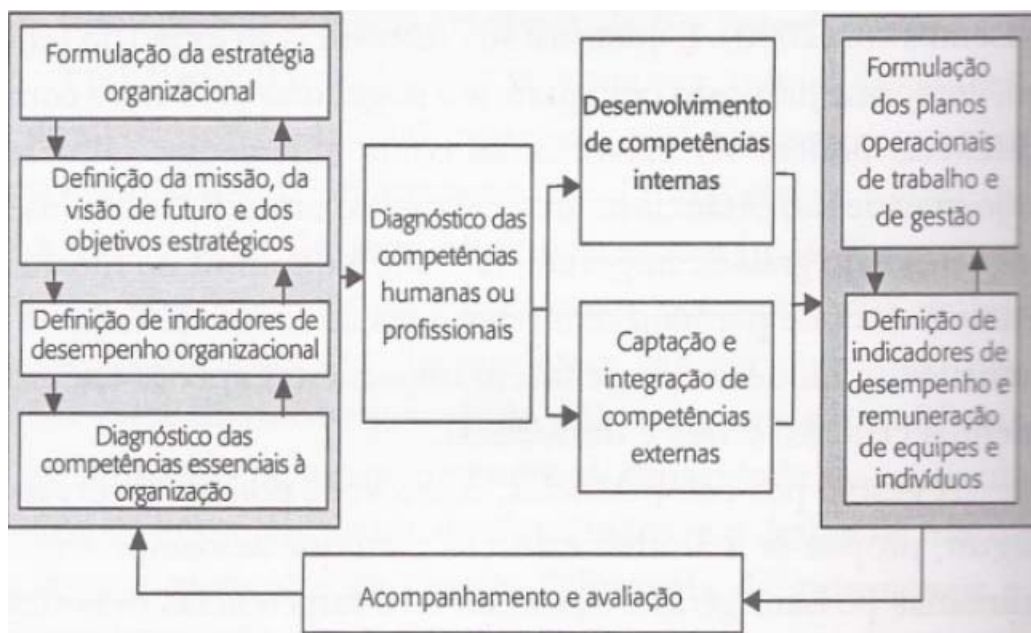 Formulação da estratégia
organizacional
Definição da missão, da
visão de futuro e dos
objetivos estratégicos
Definição de indicadores de
desempenho organizacional
Diagnóstico das
competências essenciais à
organização
Diagnóstico das
competências
humanas ou
profissionais
Desenvolvimento
de competências
internas
Captação e
integração de
competências
externas
Formulação
dos planos
operacionais
de trabalho e
de gestão
Definição de
indicadores de
desempenho e
remuneração
de equipes e
indivíduos
Acompanhamento e avaliação